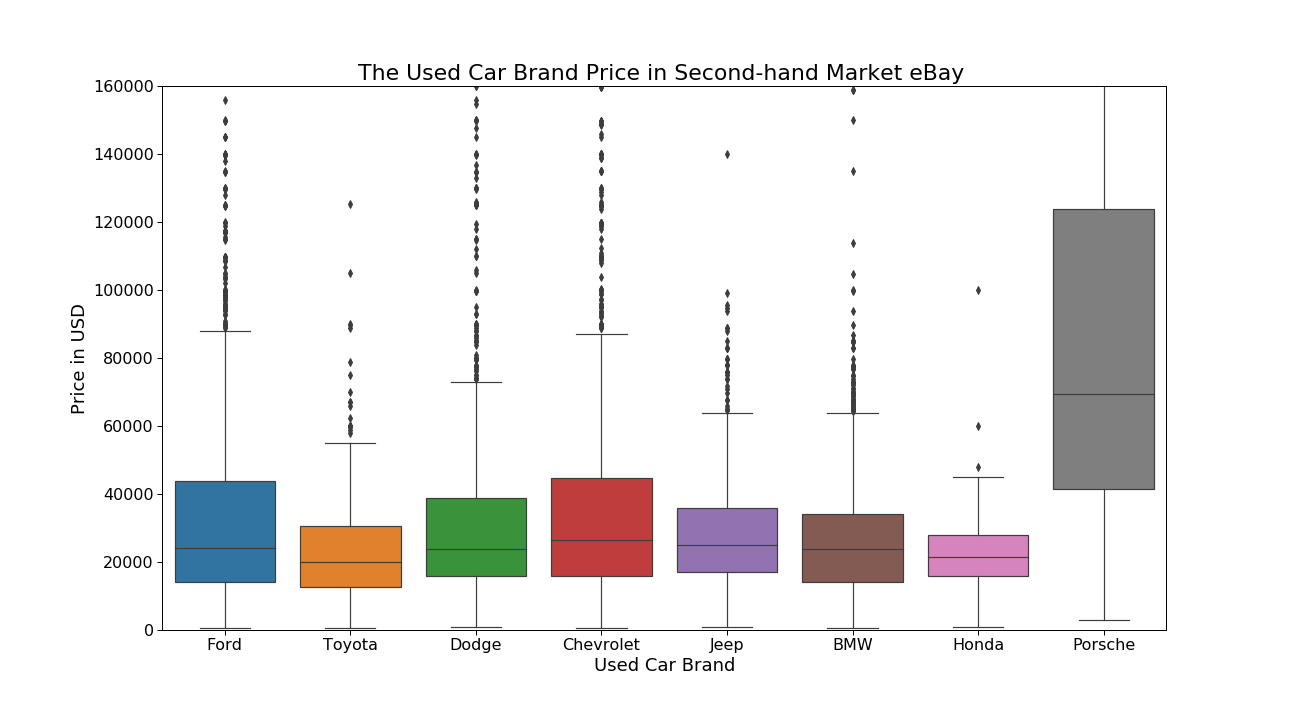 The Used Car Brand Price in Second-hand Market eBay
160000
140000
120000
100000
80000
60000
40000
20000
0
Price in USD
Ford Toyota Dodge Chevrolet Jeep BMW Honda Porsche
Used Car Brand